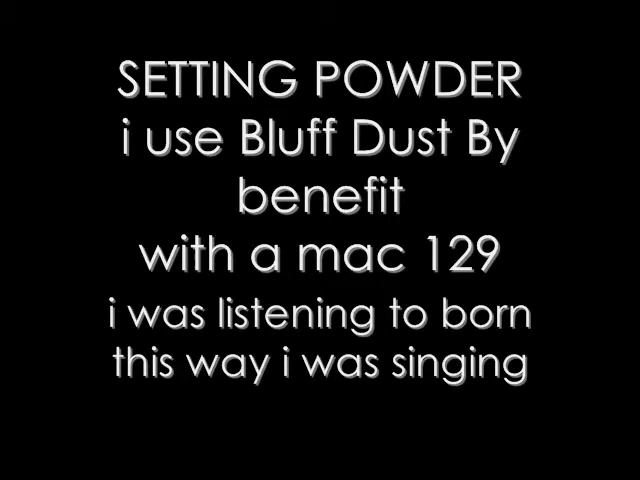 SETTING POWDER
i use Bluff Dust By
benefit
with a mac 129
i was listening to born
this way i was singing